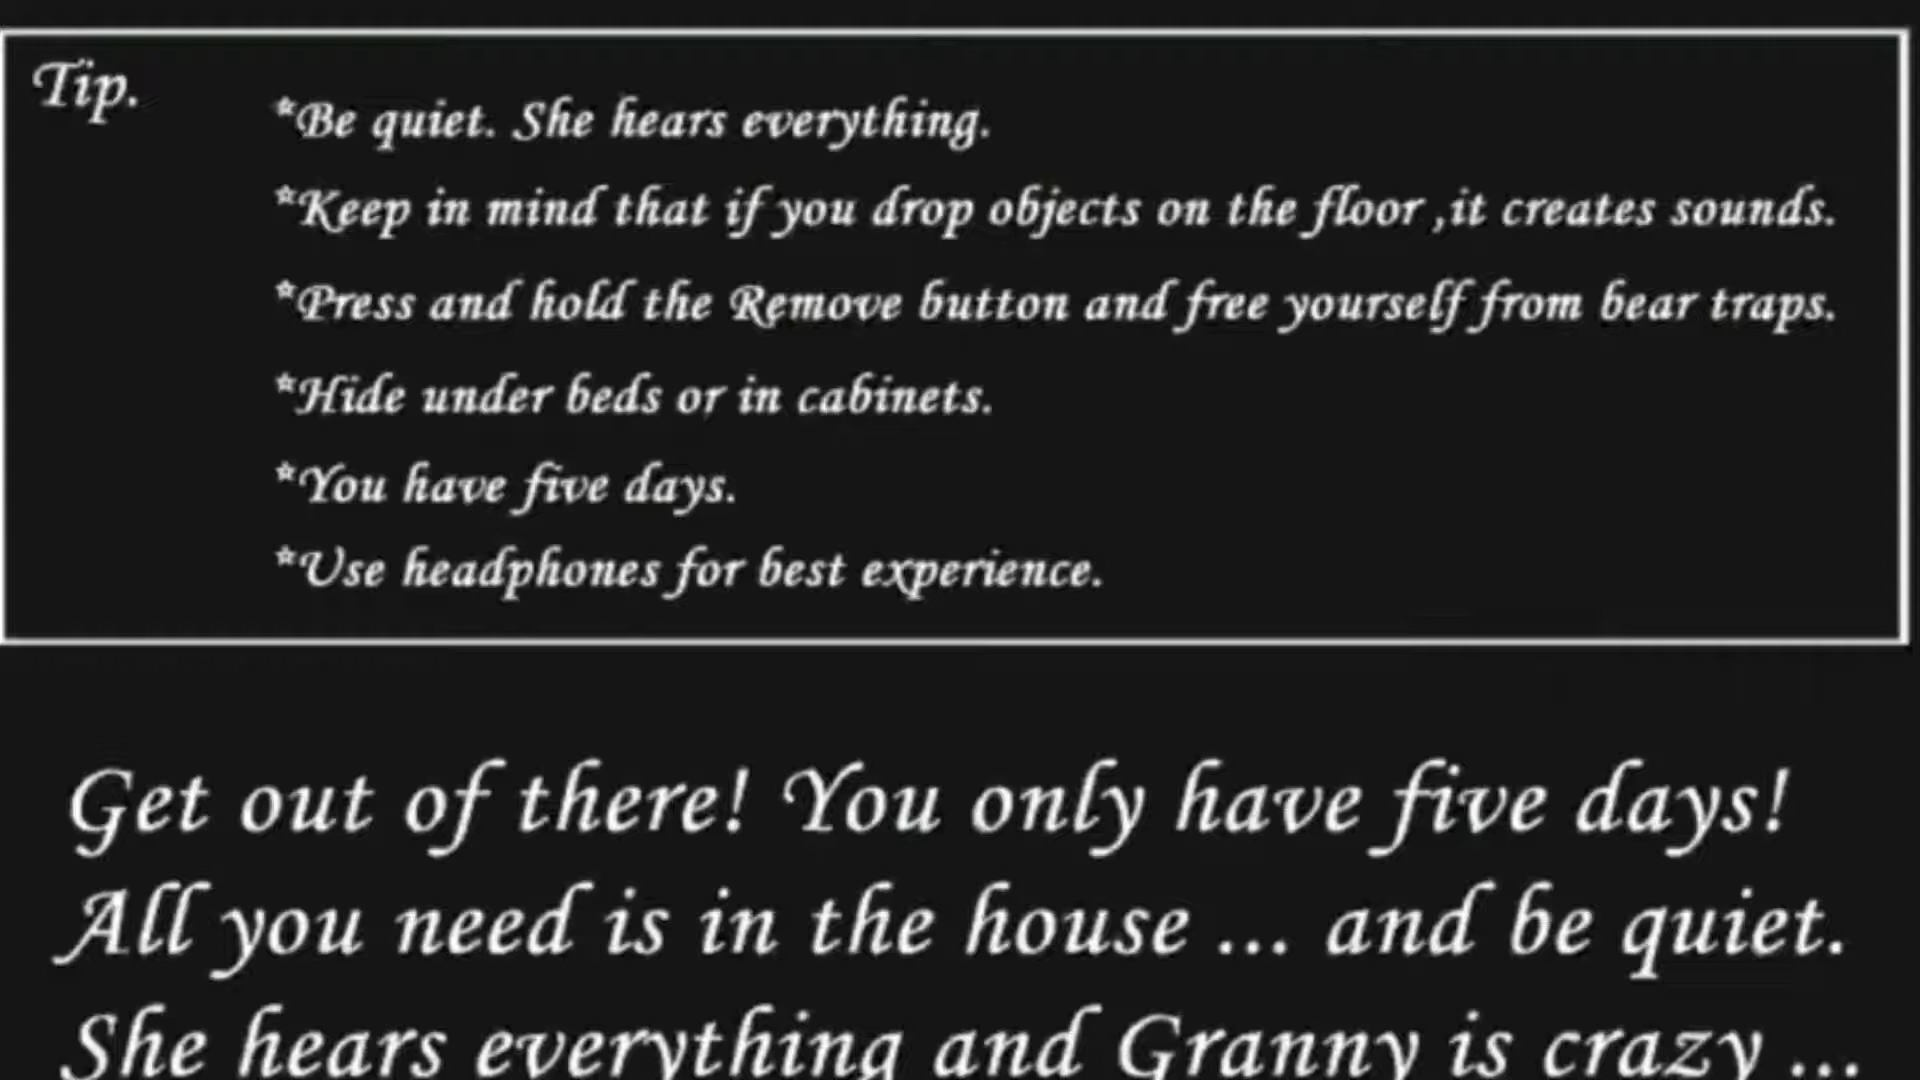 Tip.
*Be quiet. She hears everything.
*Keep in mind that if you drop objects on the floor ,it creates sounds.
*Press and hold the Remove button and free yourself from bear traps.
*Hide under beds or in cabinets.
*You have five days.
*Use headphones for best experience.
Get out of there! You only have five days!
All you need is in the house ... and be quiet.
She hears everything and Granny is crazy ...